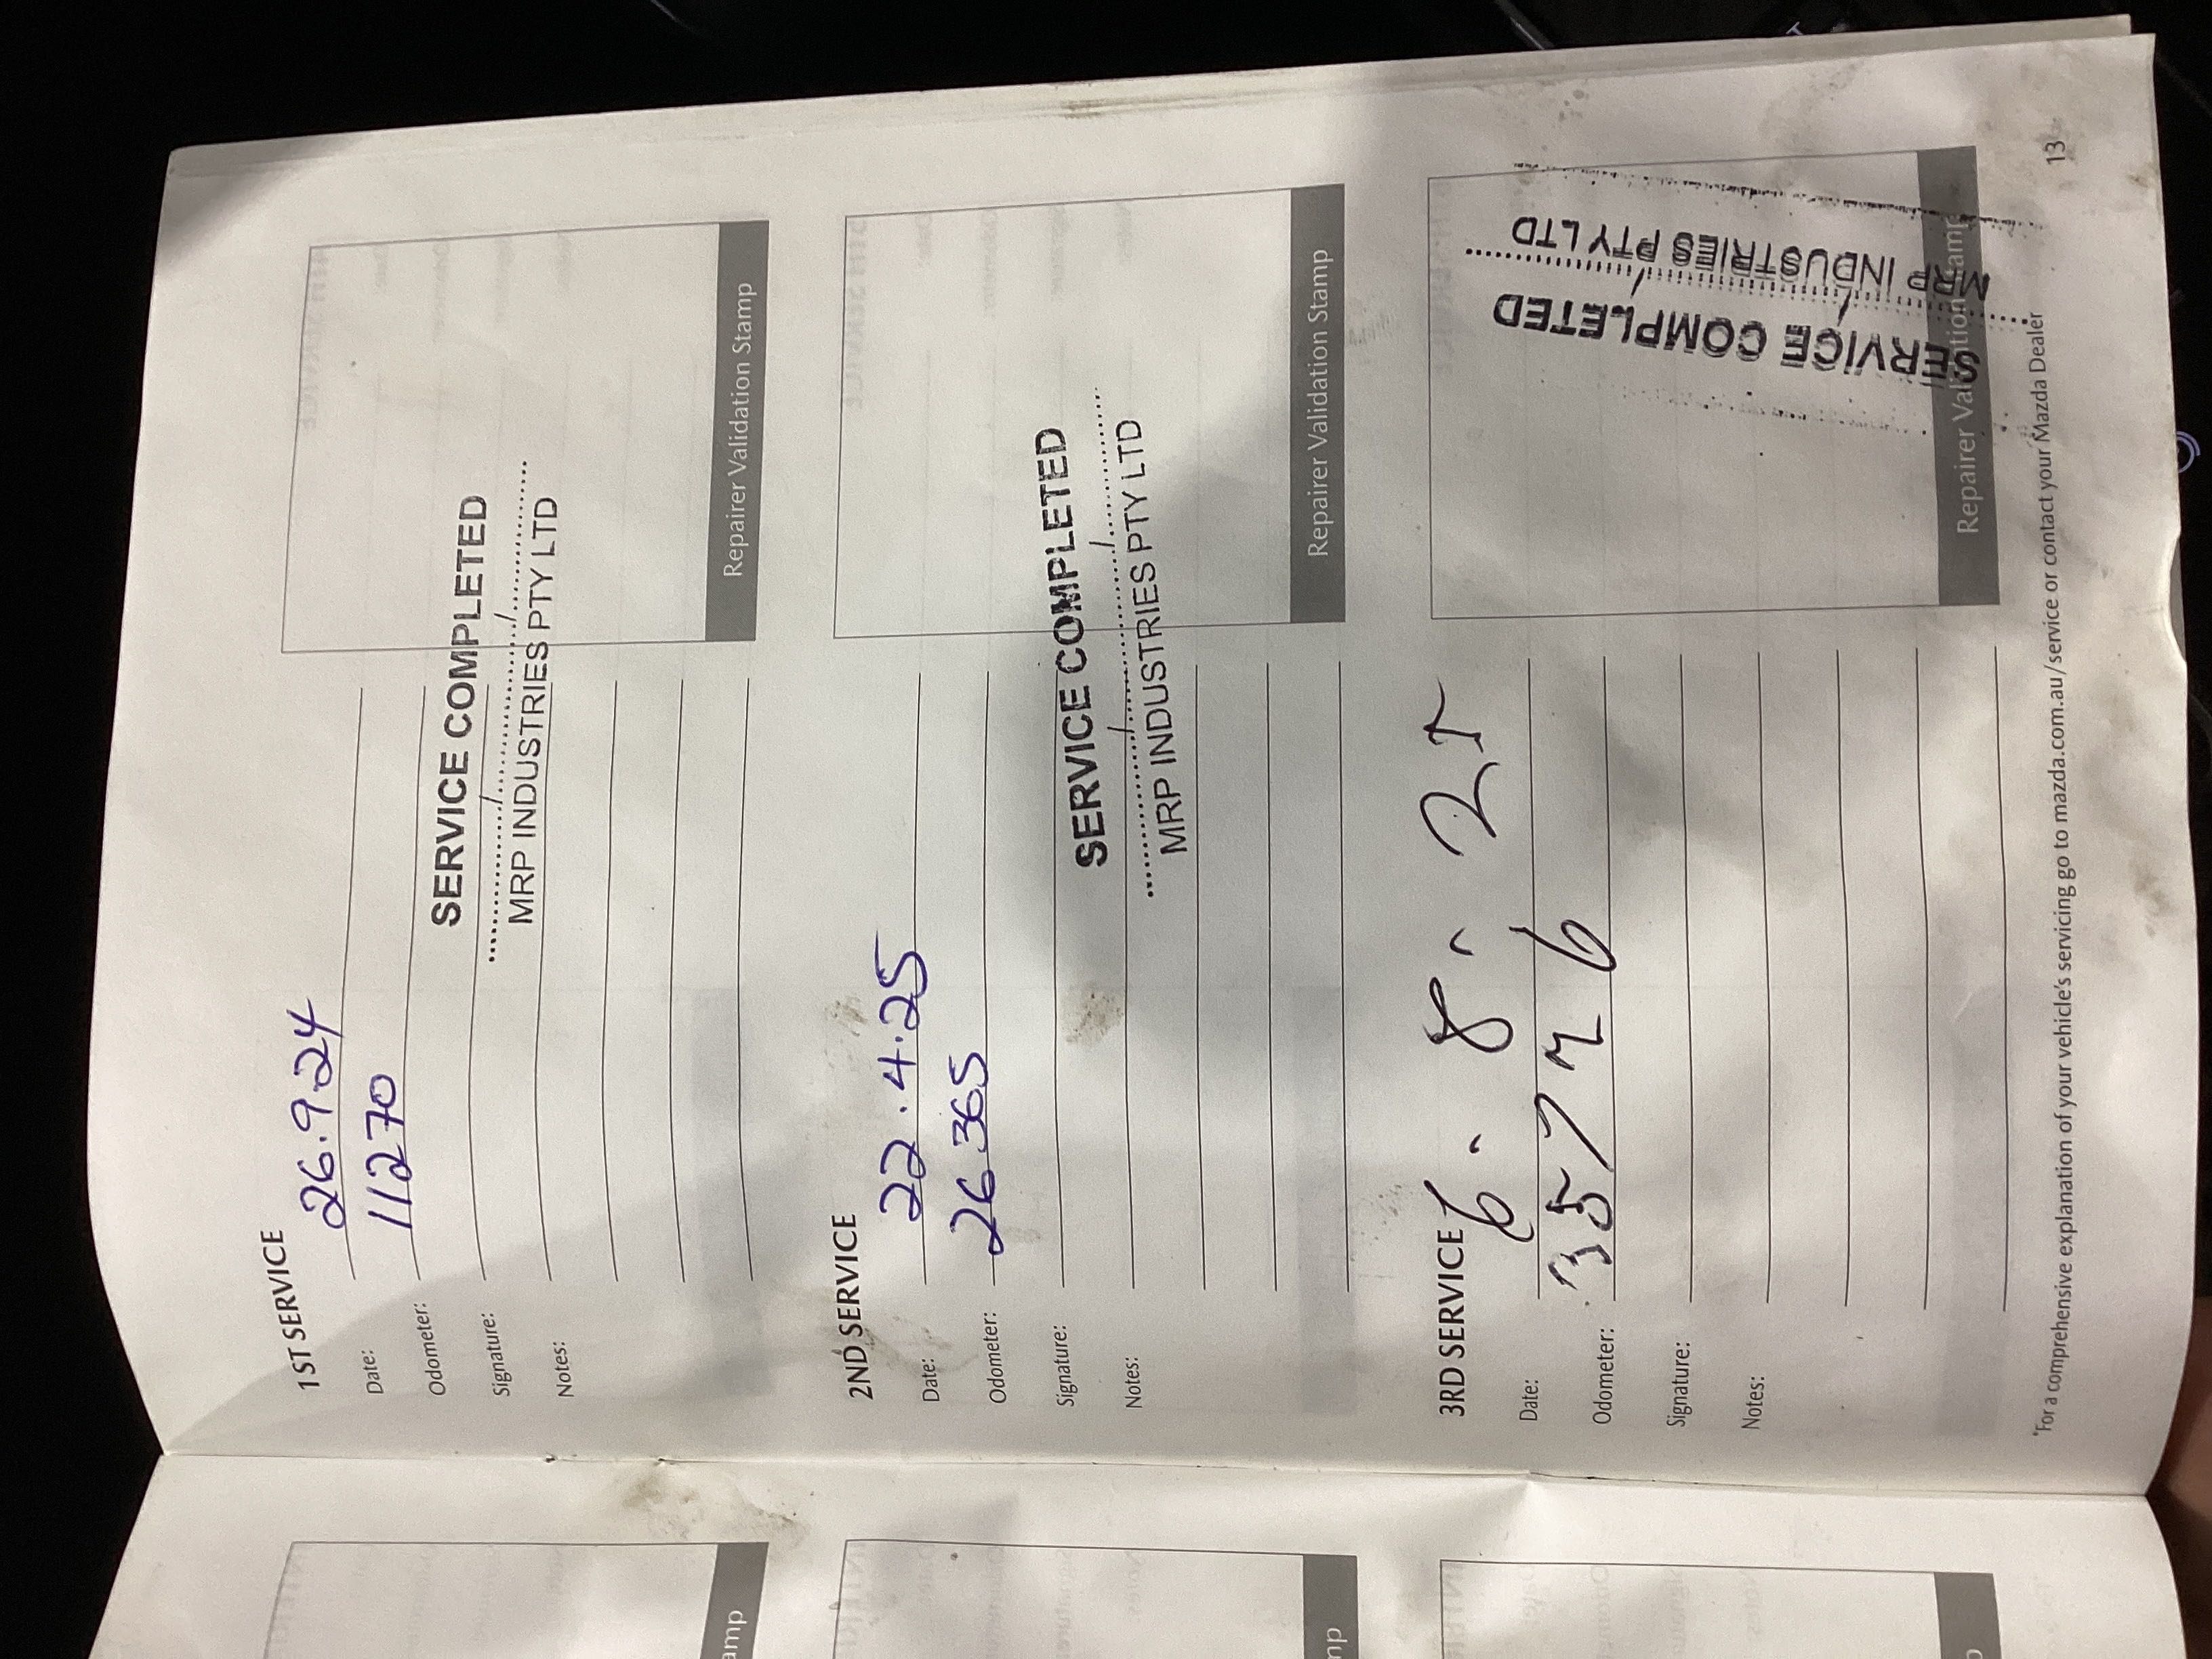 1ST SERVICE
Date: 26.9.24
Odometer: 11270
Signature:
Notes:
SERVICE COMPLETED
......../......../........
MRP INDUSTRIES PTY LTD
Repairer Validation Stamp
2ND SERVICE
Date: 22.4.25
Odometer: 26365
Signature:
Notes:
SERVICE COMPLETED
......../......../........
MRP INDUSTRIES PTY LTD
Repairer Validation Stamp
3RD SERVICE
Date: 6.8.25
Odometer: 35726
Signature:
Notes:
SERVICE COMPLETED
......../......../........
MRP INDUSTRIES PTY LTD
Repairer Validation Stamp
*For a comprehensive explanation of your vehicle's servicing go to mazda.com.au/service or contact your Mazda Dealer
13